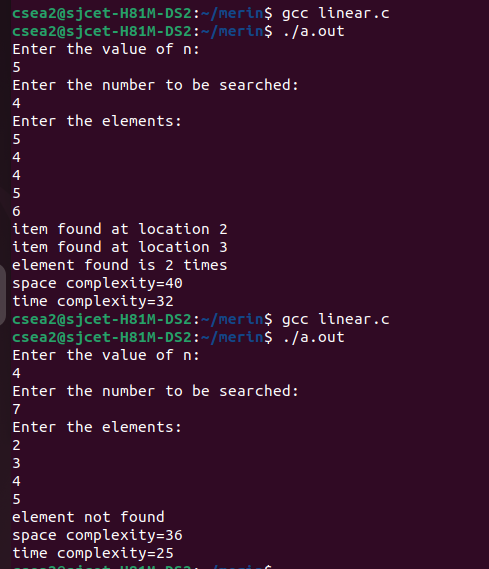 csea2@sjcet-H81M-DS2:~/merin$ gcc linear.c
csea2@sjcet-H81M-DS2:~/merin$ ./a.out
Enter the value of n:
5
Enter the number to be searched:
4
Enter the elements:
5
4
4
5
6
item found at location 2
item found at location 3
element found is 2 times
space complexity=40
time complexity=32
csea2@sjcet-H81M-DS2:~/merin$ gcc linear.c
csea2@sjcet-H81M-DS2:~/merin$ ./a.out
Enter the value of n:
4
Enter the number to be searched:
7
Enter the elements:
2
3
4
5
element not found
space complexity=36
time complexity=25